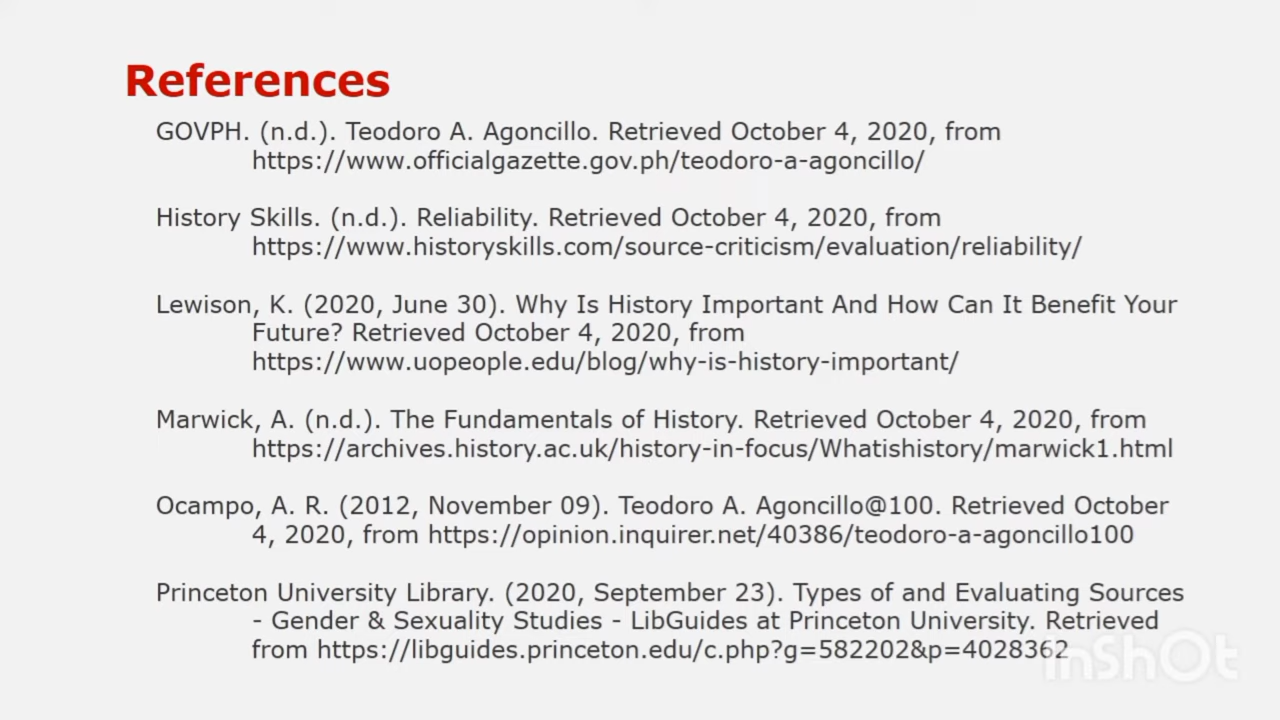 References
GOVPH. (n.d.). Teodoro A. Agoncillo. Retrieved October 4, 2020, from
https://www.officialgazette.gov.ph/teodoro-a-agoncillo/
History Skills. (n.d.). Reliability. Retrieved October 4, 2020, from
https://www.historyskills.com/source-criticism/evaluation/reliability/
Lewison, K. (2020, June 30). Why Is History Important And How Can It Benefit Your
Future? Retrieved October 4, 2020, from
https://www.uopeople.edu/blog/why-is-history-important/
Marwick, A. (n.d.). The Fundamentals of History. Retrieved October 4, 2020, from
https://archives.history.ac.uk/history-in-focus/Whatishistory/marwick1.html
Ocampo, A. R. (2012, November 09). Teodoro A. Agoncillo@100. Retrieved October
4, 2020, from https://opinion.inquirer.net/40386/teodoro-a-agoncillo100
Princeton University Library. (2020, September 23). Types of and Evaluating Sources
- Gender & Sexuality Studies - LibGuides at Princeton University. Retrieved
from https://libguides.princeton.edu/c.php?g=582202&p=4028362
InShOt